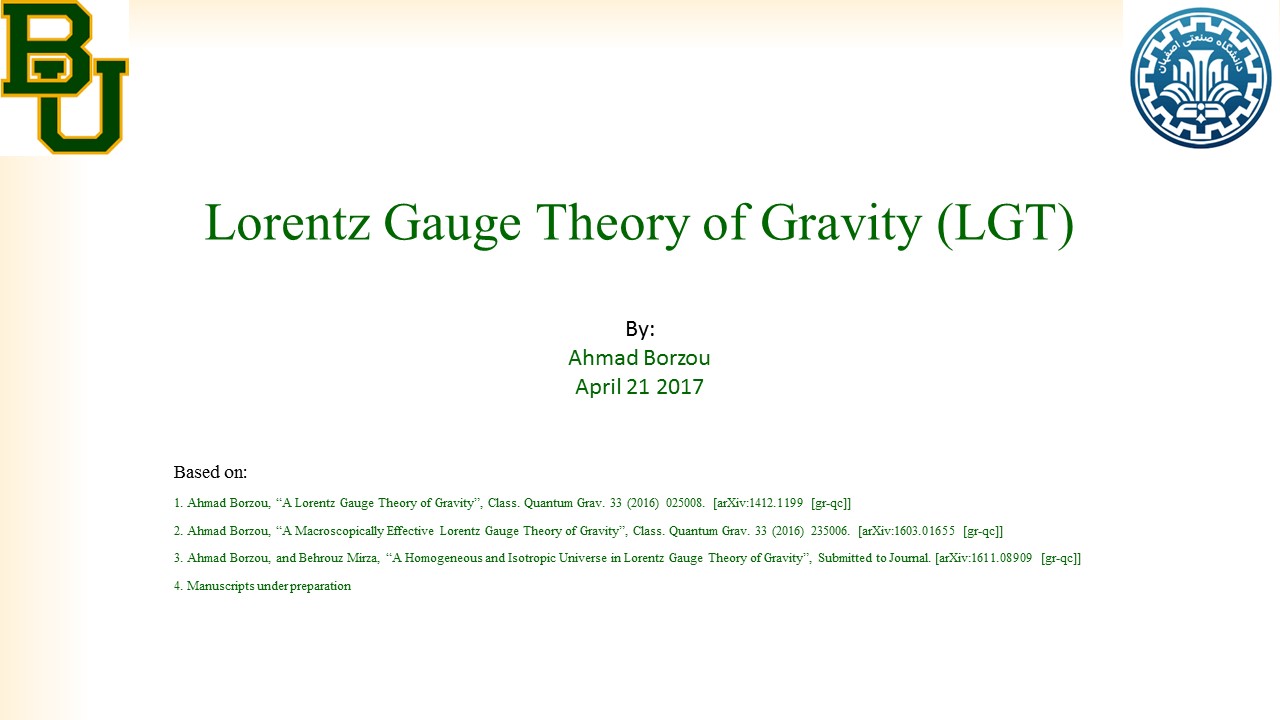 BU
دانشگاه صنعتی اصفهان
Lorentz Gauge Theory of Gravity (LGT)
By:
Ahmad Borzou
April 21 2017
Based on:
1. Ahmad Borzou, “A Lorentz Gauge Theory of Gravity”, Class. Quantum Grav. 33 (2016) 025008. [arXiv:1412.1199 [gr-qc]]
2. Ahmad Borzou, “A Macroscopically Effective Lorentz Gauge Theory of Gravity”, Class. Quantum Grav. 33 (2016) 235006. [arXiv:1603.01655 [gr-qc]]
3. Ahmad Borzou, and Behrouz Mirza, “A Homogeneous and Isotropic Universe in Lorentz Gauge Theory of Gravity”, Submitted to Journal. [arXiv:1611.08909 [gr-qc]]
4. Manuscripts under preparation